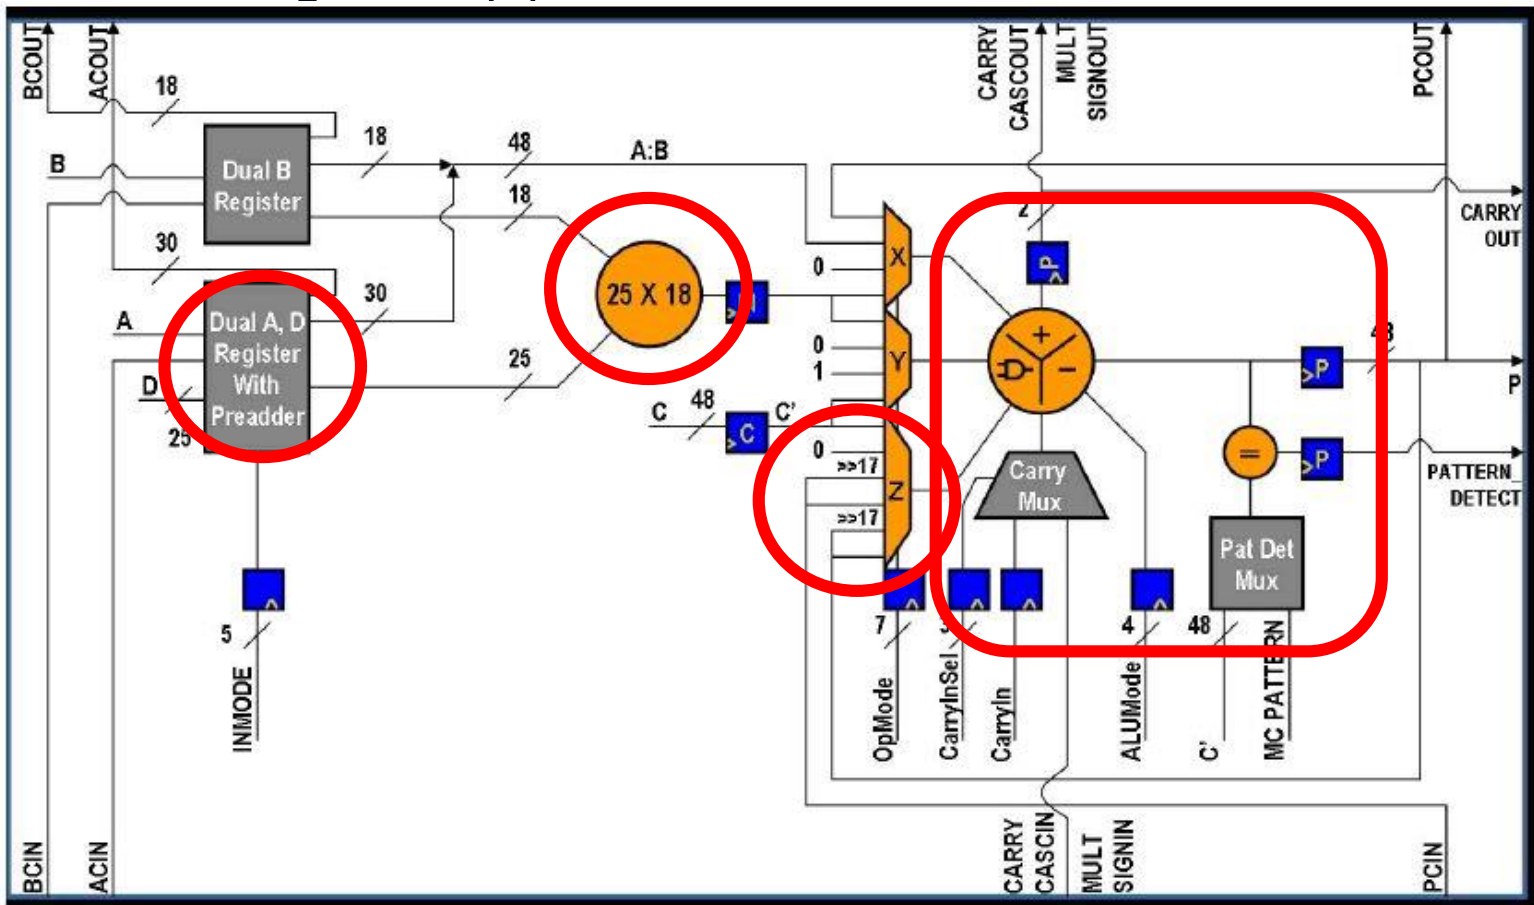 BCOUT
ACOUT
CARRY
CASCOUT
MULT
SIGNOUT
PCOUT
18
18
48
A:B
B
Dual B
Register
18
2
CARRY
OUT
30
30
X
0
P
25 X 18
A
Dual A, D
Register
With
Preadder
+
-
48
0
1
Y
25
D
25
P
P
C
48
C
C'
0
>>17
Z
>>17
Carry
Mux
=
P
PATTERN_
DETECT
Pat Det
Mux
5
7
4
48
INMODE
OpMode
CarryInSel
CarryIn
ALUMode
C'
MC PATTERN
BCIN
ACIN
CARRY
CASCIN
MULT
SIGNIN
PCIN